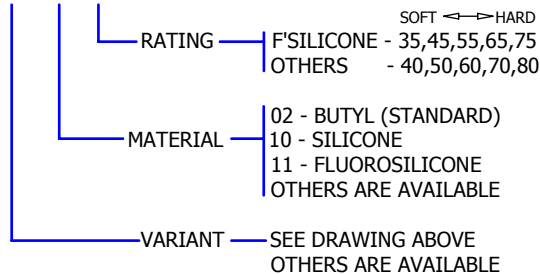 SOFT HARD
RATING F'SILICONE - 35,45,55,65,75
OTHERS - 40,50,60,70,80
02 - BUTYL (STANDARD)
MATERIAL 10 - SILICONE
11 - FLUOROSILICONE
OTHERS ARE AVAILABLE
VARIANT SEE DRAWING ABOVE
OTHERS ARE AVAILABLE